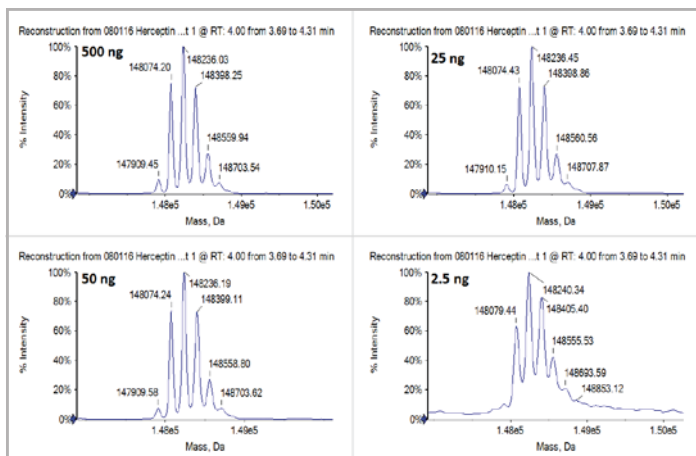 Reconstruction from 080116 Herceptin ...t 1 @ RT: 4.00 from 3.69 to 4.31 min
500 ng
100%
80%
60%
40%
20%
0%
% Intensity
148236.03
148074.20
148398.25
148559.94
147909.45
148703.54
1.48e5
1.49e5
1.50e5
Mass, Da
Reconstruction from 080116 Herceptin ...t 1 @ RT: 4.00 from 3.69 to 4.31 min
25 ng
100%
80%
60%
40%
20%
0%
% Intensity
148236.45
148074.43
148398.86
148560.56
147910.15
148707.87
1.48e5
1.49e5
1.50e5
Mass, Da
Reconstruction from 080116 Herceptin ...t 1 @ RT: 4.00 from 3.69 to 4.31 min
50 ng
100%
80%
60%
40%
20%
0%
% Intensity
148236.19
148074.24
148399.11
148558.80
147909.58
148703.62
1.48e5
1.49e5
Mass, Da
Reconstruction from 080116 Herceptin ...t 1 @ RT: 4.00 from 3.69 to 4.31 min
2.5 ng
100%
80%
60%
40%
20%
0%
% Intensity
148240.34
148079.44
148405.40
148555.53
148693.59
148853.12
1.48e5
1.49e5
1.50e5
Mass, Da